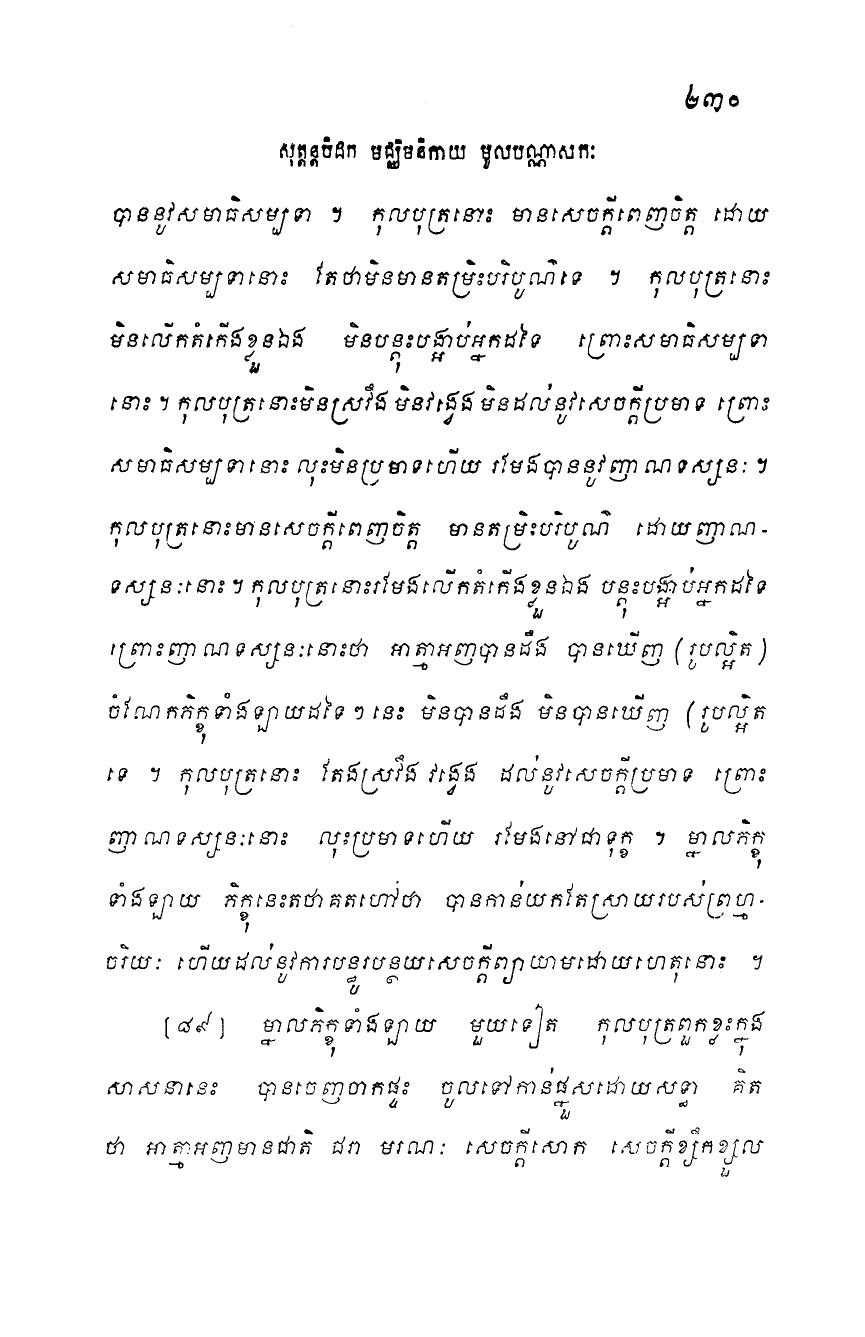 ២៣០
សុត្តន្តបិដក មជ្ឈិមនិកាយ មូលបណ្ណាសកៈ
បាននូវសមាធិសម្បទា ។ កុលបុត្រនោះ មានសេចក្តីពេញចិត្ត ដោយ
សមាធិសម្បទានោះ តែថាមិនមានតម្រិះបរិបូណ៌ទេ ។ កុលបុត្រនោះ
មិនលើកតំកើងខ្លួនឯង មិនបន្តុះបង្អាប់អ្នកដទៃ ព្រោះសមាធិសម្បទា
នោះ ។ កុលបុត្រនោះមិនស្រវឹង មិនវង្វេង មិនដល់នូវសេចក្តីប្រមាទ ព្រោះ
សមាធិសម្បទានោះ លុះមិនប្រមាទហើយ រមែងបាននូវញាណទស្សនៈ ។
កុលបុត្រនោះមានសេចក្តីពេញចិត្ត មានតម្រិះបរិបូណ៌ ដោយញាណ-
ទស្សនៈនោះ ។ កុលបុត្រនោះរមែងលើកតំកើងខ្លួនឯង បន្តុះបង្អាប់អ្នកដទៃ
ព្រោះញាណទស្សនៈនោះថា អាត្មាអញបានដឹង បានឃើញ (រូបល្អិត)
ចំណែកភិក្ខុទាំងឡាយដទៃ ៗ នេះ មិនបានដឹង មិនបានឃើញ (រូបល្អិត
ទេ ។ កុលបុត្រនោះ តែងស្រវឹង វង្វេង ដល់នូវសេចក្តីប្រមាទ ព្រោះ
ញាណទស្សនៈនោះ លុះប្រមាទហើយ រមែងនៅជាទុក្ខ ។ ម្នាលភិក្ខុ
ទាំងឡាយ ភិក្ខុនេះតថាគតហៅថា បានកាន់យកតែស្រាយរបស់ព្រហ្ម-
ចរិយៈ ហើយដល់នូវការបន្ធូរបន្ថយសេចក្តីព្យាយាមដោយហេតុនោះ ។
[៨៩] ម្នាលភិក្ខុទាំងឡាយ មួយទៀត កុលបុត្រពួកខ្លះក្នុង
សាសនានេះ បានចេញចាកផ្ទះ ចូលទៅកាន់ផ្នួសដោយសទ្ធា គិត
ថា អាត្មាអញមានជាតិ ជរា មរណៈ សេចក្តីសោក សេចក្តីខ្សឹកខ្សួល